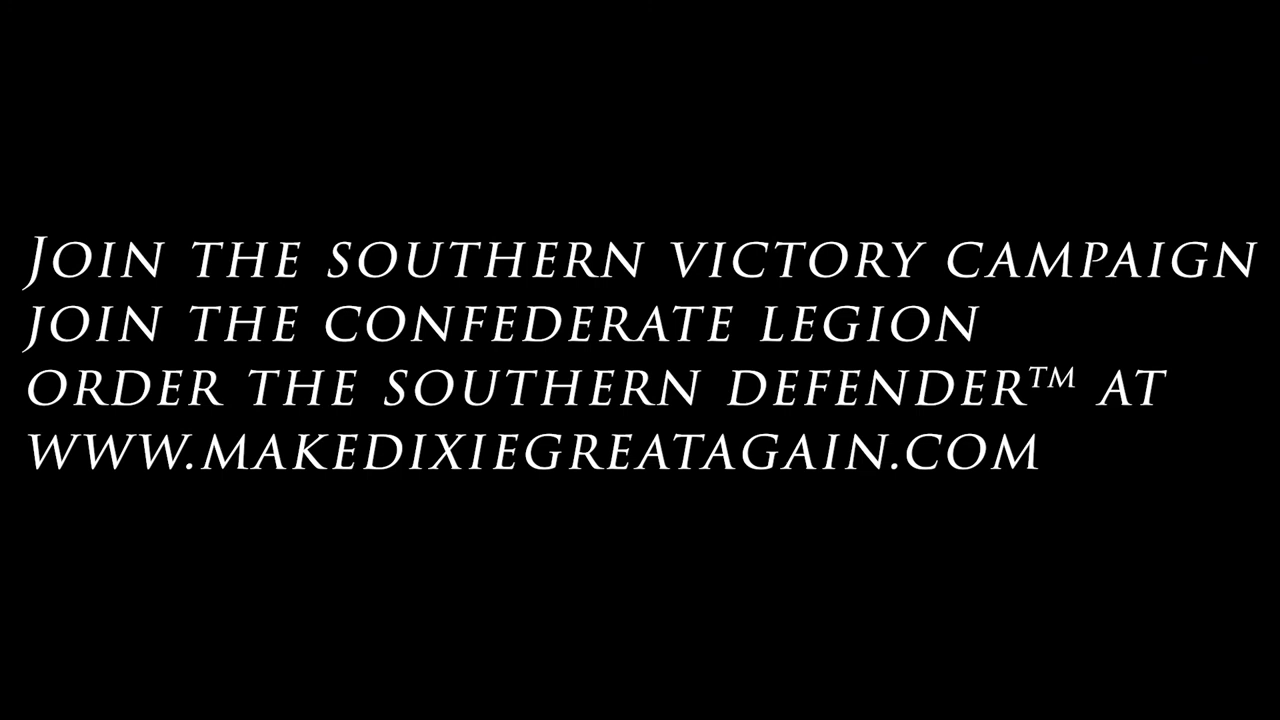 Join the southern victory campaign
join the confederate legion
order the southern defender™ at
www.makedixiegreatagain.com